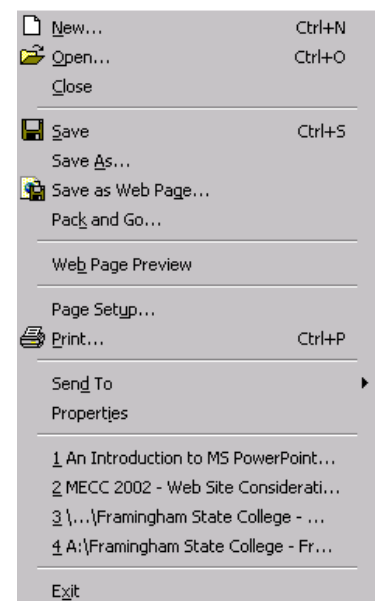 New... Ctrl+N
Open... Ctrl+O
Close
Save Ctrl+S
Save As...
Save as Web Page...
Pack and Go...
Web Page Preview
Page Setup...
Print... Ctrl+P
Send To
Properties
1 An Introduction to MS PowerPoint...
2 MECC 2002 - Web Site Considerati...
3 \...\Framingham State College - ...
4 A:\Framingham State College - Fr...
Exit